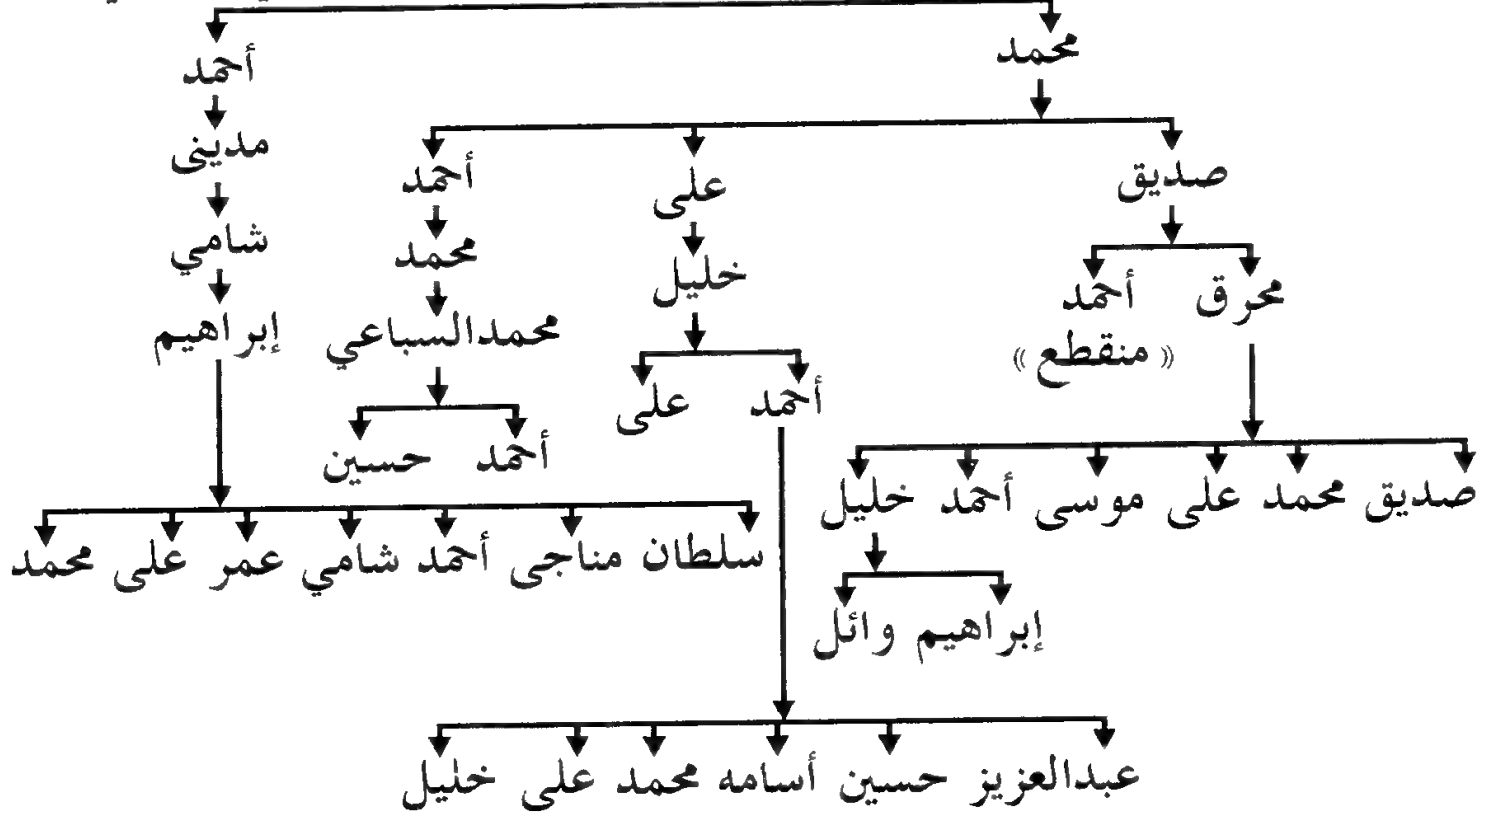 محمد أحمد
صديق على أحمد مدينى
محرق أحمد خليل محمد شامي
« منقطع » محمدالسباعي إبراهيم
أحمد على
أحمد حسين
صديق محمد على موسى أحمد خليل
سلطان مناجى أحمد شامي عمر على محمد
إبراهيم وائل
عبدالعزيز حسين أسامه محمد على خليل